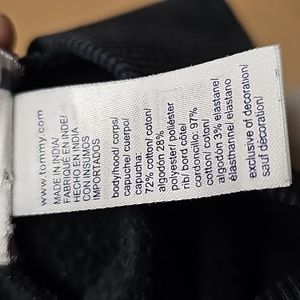 www.tommy.com
MADE IN INDIA/
FABRIQUÉ EN INDE/
HECHO EN INDIA
CON INSUMOS
IMPORTADOS
body/hood/ corps/
capuche/ cuerpo/
capucha:
72% cotton/ coton/
algodón 28%
polyester/ poliéster
rib/ bord côte/
cordoncillo: 97%
cotton/ coton/
algodón 3% elastane/
élasthanne/ elastano
exclusive of decoration/
sauf décoration/